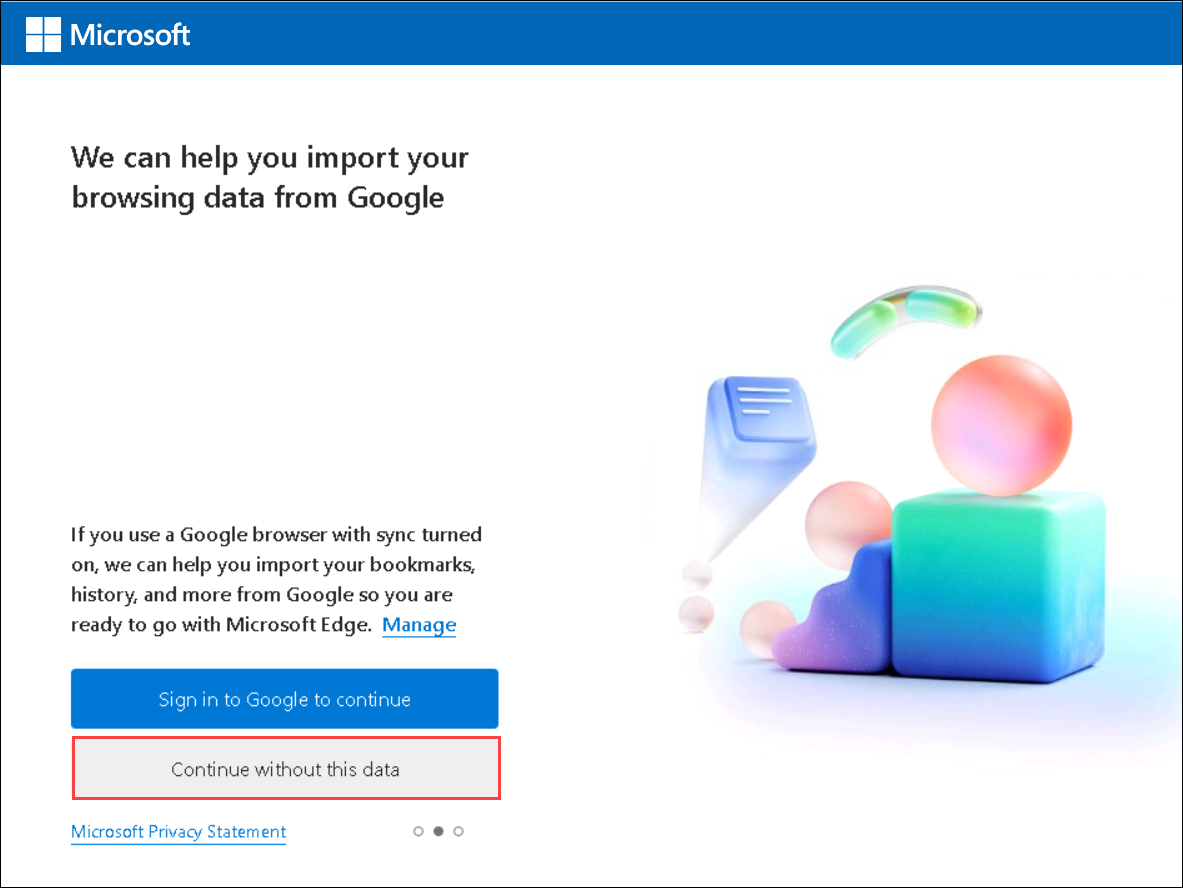 Microsoft
We can help you import your
browsing data from Google
If you use a Google browser with sync turned
on, we can help you import your bookmarks,
history, and more from Google so you are
ready to go with Microsoft Edge. Manage
Sign in to Google to continue
Continue without this data
Microsoft Privacy Statement